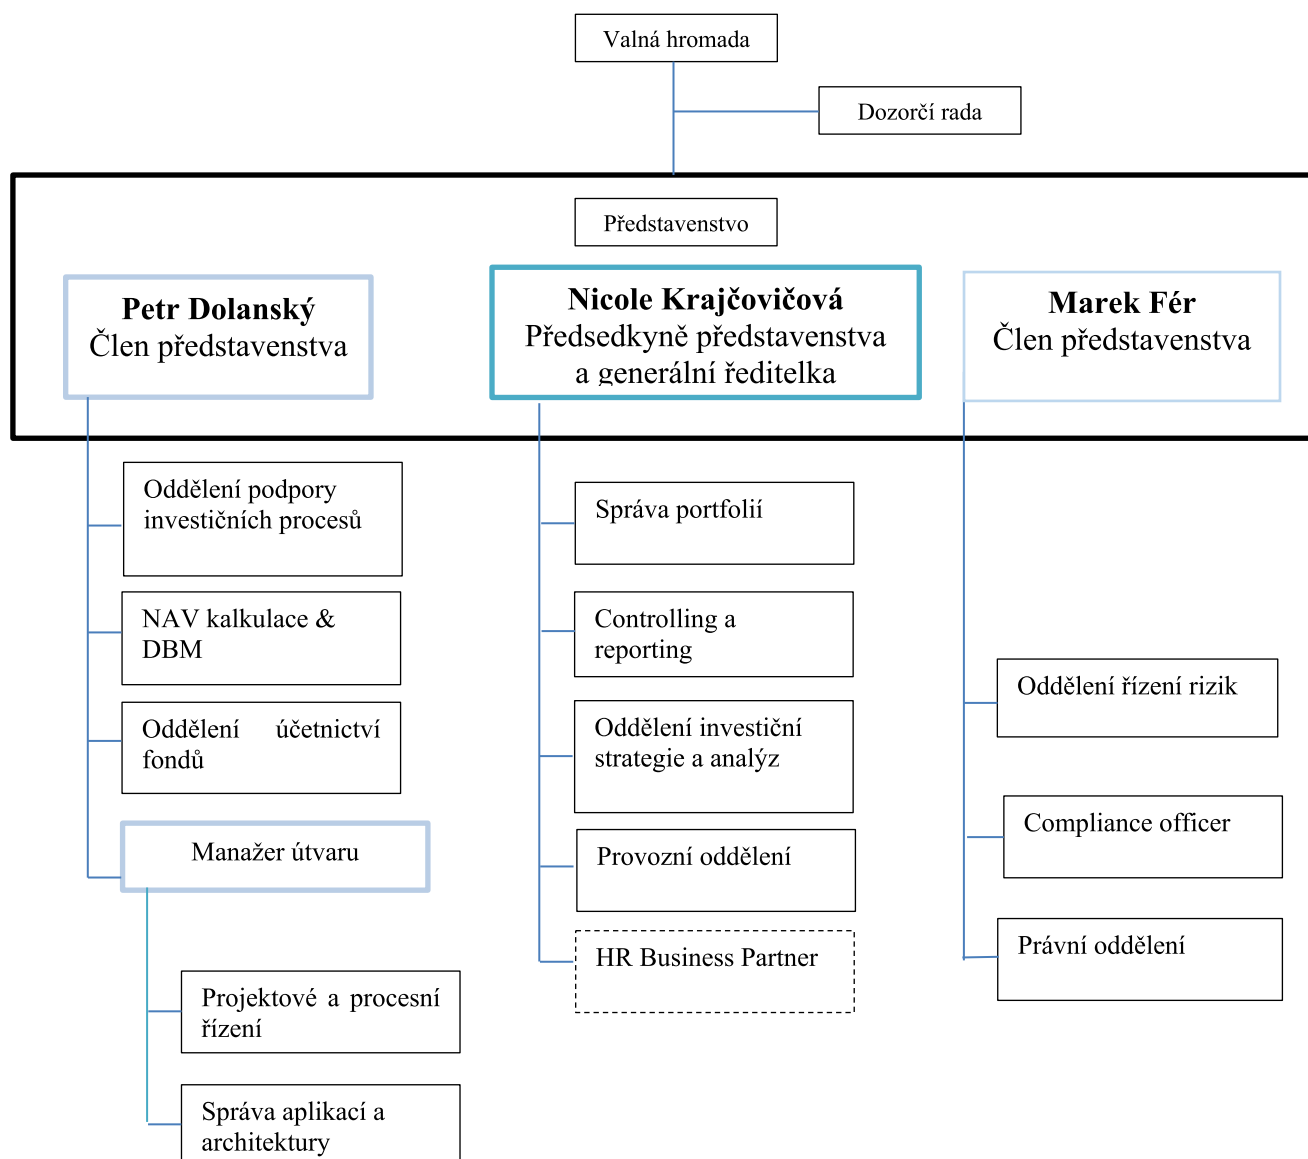 Valná hromada
Dozorčí rada
Představenstvo
Petr Dolanský
Člen představenstva
Nicole Krajčovičová
Předsedkyně představenstva
a generální ředitelka
Marek Fér
Člen představenstva
Oddělení podpory
investičních procesů
NAV kalkulace &
DBM
Oddělení účetnictví
fondů
Manažer útvaru
Projektové a procesní
řízení
Správa aplikací a
architektury
Správa portfolií
Controlling a
reporting
Oddělení investiční
strategie a analýz
Provozní oddělení
HR Business Partner
Oddělení řízení rizik
Compliance officer
Právní oddělení